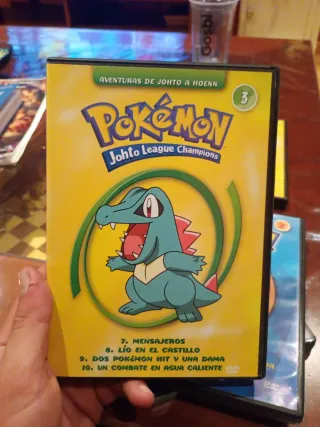 AVENTURAS DE JOHTO A HOENN
3
POKéMON
Johto League Champions
7. MENSAJEROS
8. LÍO EN EL CASTILLO
9. DOS POKéMON HIT Y UNA DAMA
10. UN COMBATE EN AGUA CALIENTE
DVD